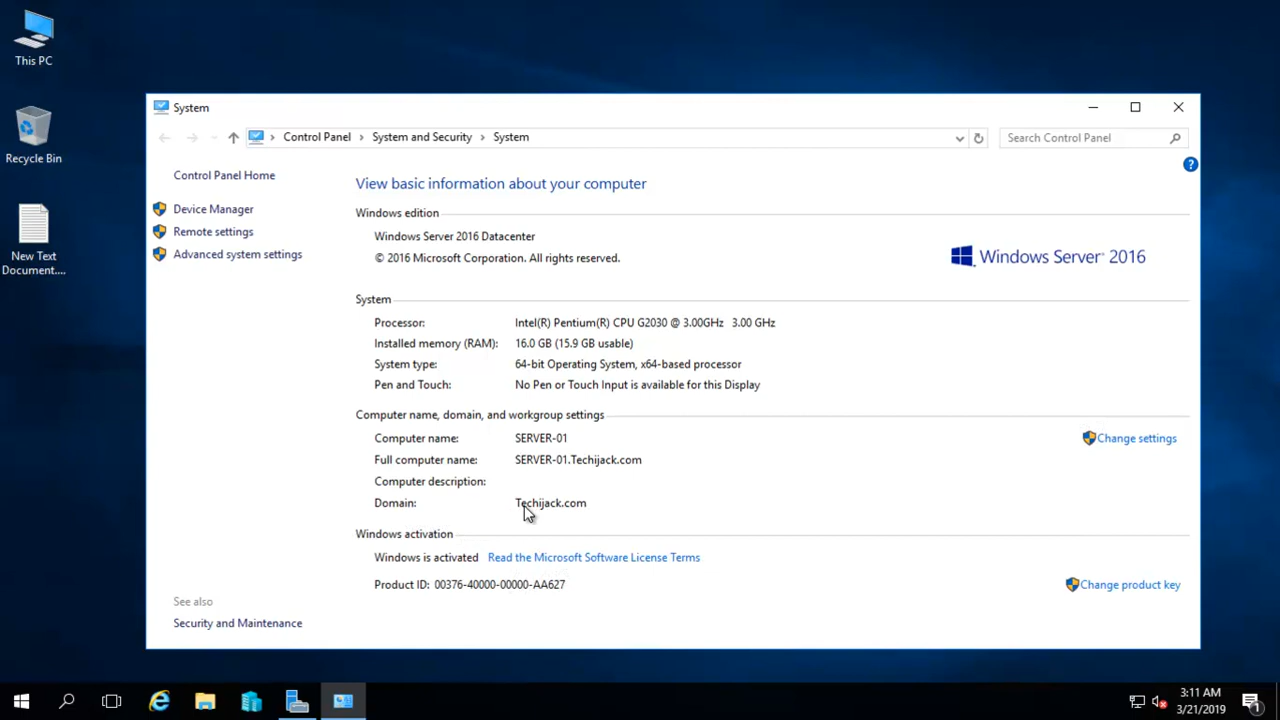 This PC
Recycle Bin
New Text
Document....
System
Control Panel > System and Security > System
Search Control Panel
?
Control Panel Home
Device Manager
Remote settings
Advanced system settings
See also
Security and Maintenance
View basic information about your computer
Windows edition
Windows Server 2016 Datacenter
© 2016 Microsoft Corporation. All rights reserved.
Windows Server® 2016
System
Processor: Intel(R) Pentium(R) CPU G2030 @ 3.00GHz 3.00 GHz
Installed memory (RAM): 16.0 GB (15.9 GB usable)
System type: 64-bit Operating System, x64-based processor
Pen and Touch: No Pen or Touch Input is available for this Display
Computer name, domain, and workgroup settings
Computer name: SERVER-01
Change settings
Full computer name: SERVER-01.Techijack.com
Computer description:
Domain: Techijack.com
Windows activation
Windows is activated Read the Microsoft Software License Terms
Product ID: 00376-40000-00000-AA627
Change product key
3:11 AM
3/21/2019
1